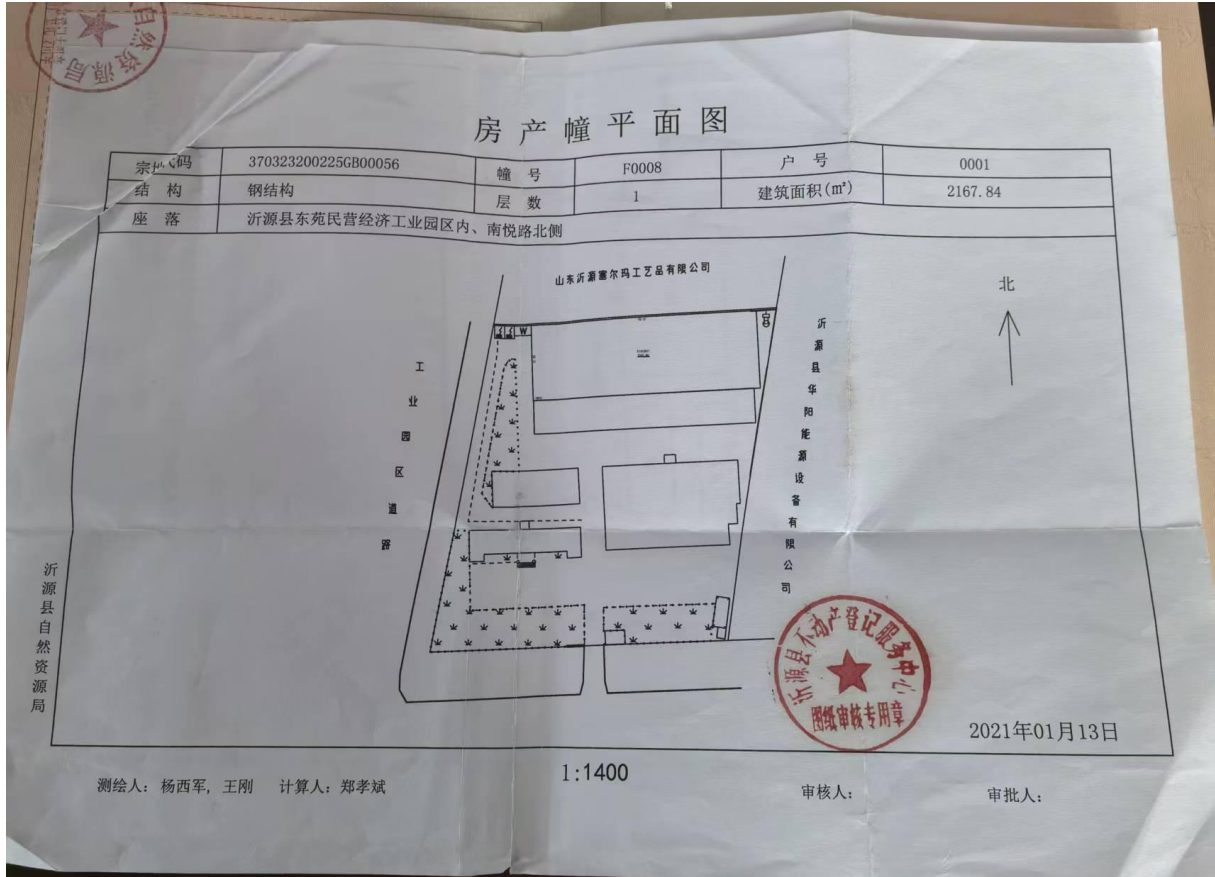 自然资源局
房产幢平面图
宗地代码 370323200225GB00056 幢号 F0008 户号 0001
结构 钢结构 层数 1 建筑面积(㎡) 2167.84
座落 沂源县东苑民营经济工业园区内、南悦路北侧
山东沂源塞尔玛工艺品有限公司
北
W
工业园区道路
沂源县华阳能源设备有限公司
沂源县自然资源局
沂源县不动产登记服务中心
图纸审核专用章
2021年01月13日
1:1400
测绘人：杨西军，王刚 计算人：郑孝斌 审核人： 审批人：